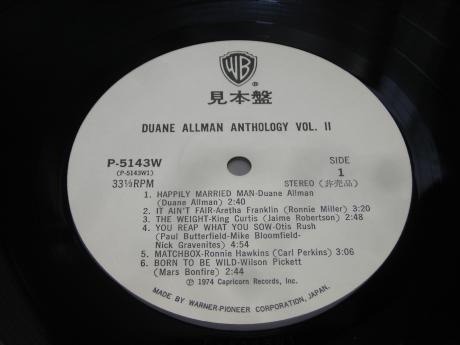 WB
見本盤
DUANE ALLMAN ANTHOLOGY VOL. II
P-5143W
(P-5143W1)
33⅓RPM
SIDE
1
STEREO (非売品)
1. HAPPILY MARRIED MAN-Duane Allman
(Duane Allman) 2:40
2. IT AIN'T FAIR-Aretha Franklin (Ronnie Miller) 3:20
3. THE WEIGHT-King Curtis (Jaime Robertson) 2:48
4. YOU REAP WHAT YOU SOW-Otis Rush
(Paul Butterfield-Mike Bloomfield-
Nick Gravenites) 4:54
5. MATCHBOX-Ronnie Hawkins (Carl Perkins) 3:06
6. BORN TO BE WILD-Wilson Pickett
(Mars Bonfire) 2:44
Ⓟ 1974 Capricorn Records, Inc.
MADE BY WARNER-PIONEER CORPORATION, JAPAN.